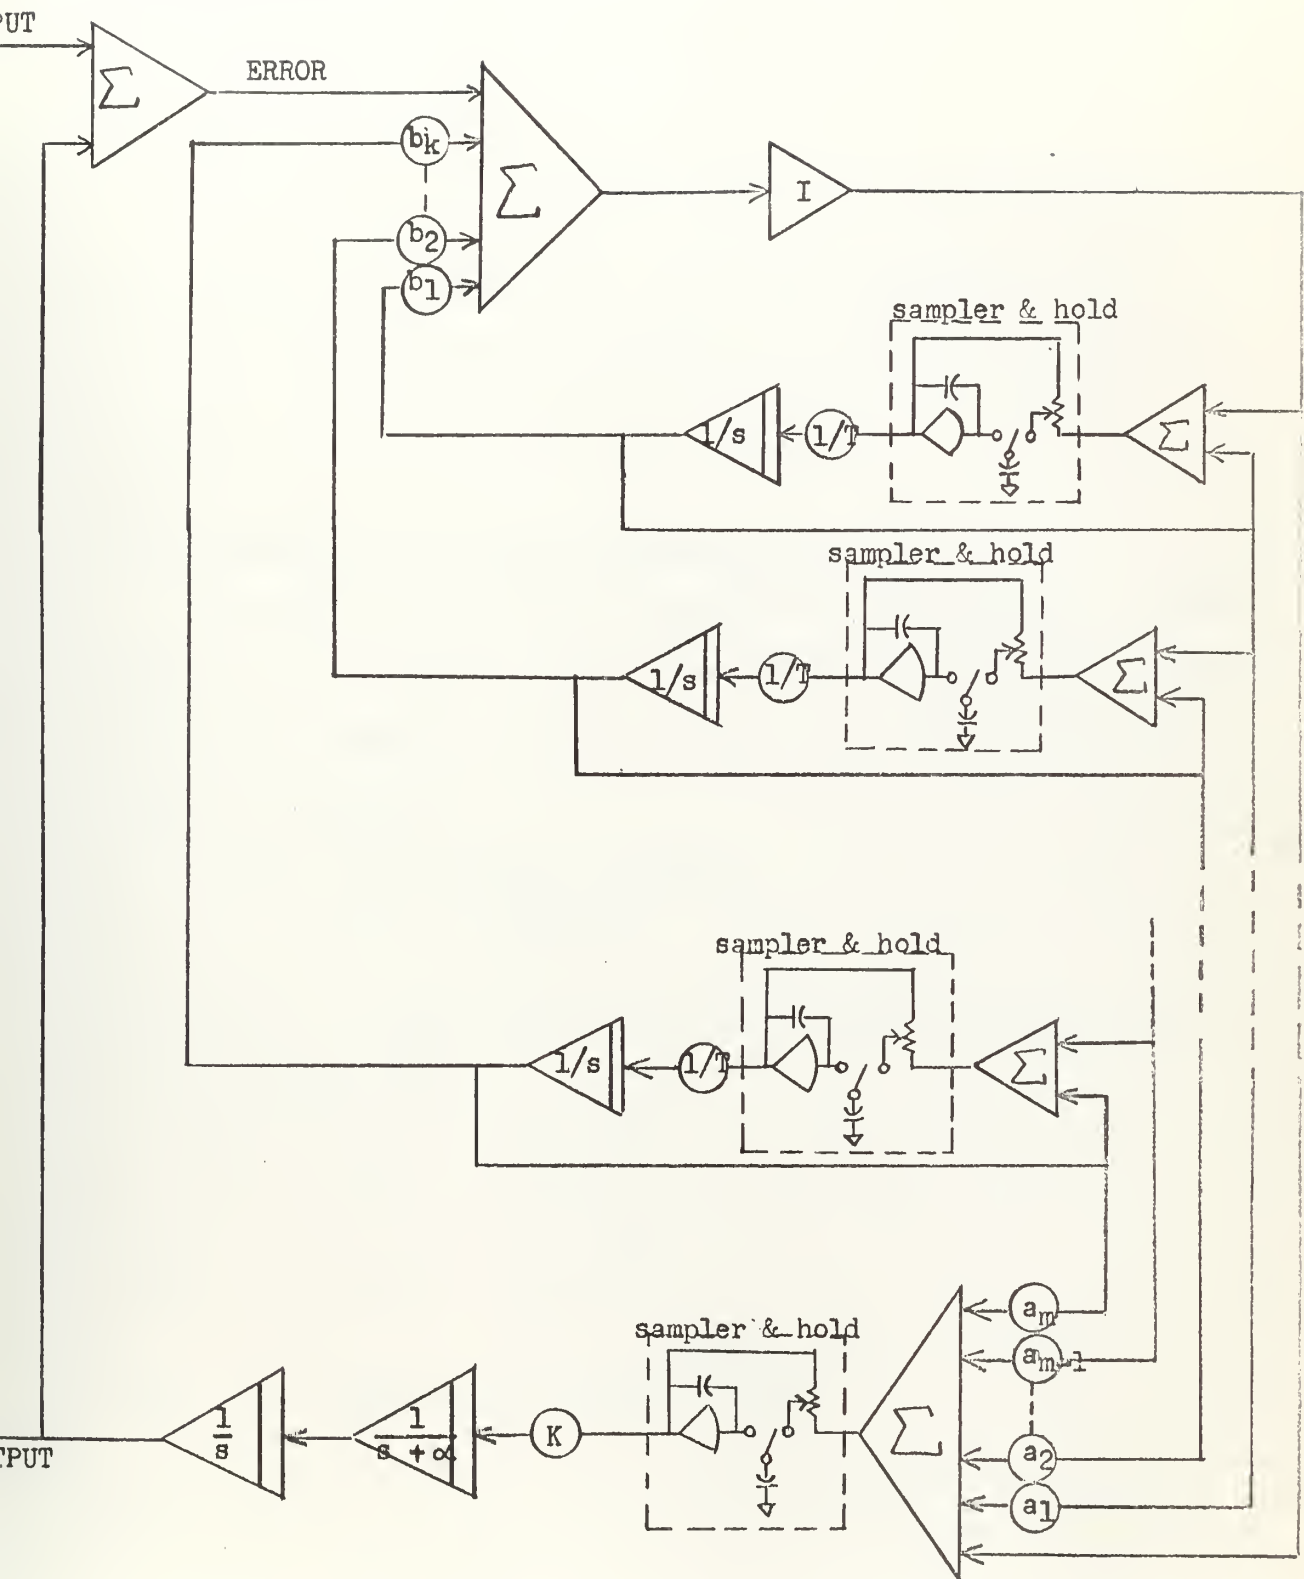 PUT
Σ
ERROR
bk
Σ
I
b2
b1
sampler & hold
1/s
1/T
Σ
sampler & hold
1/s
1/T
Σ
sampler & hold
1/s
1/T
Σ
am
sampler & hold
am-1
1
s
1
s + α
K
Σ
a2
TPUT
a1